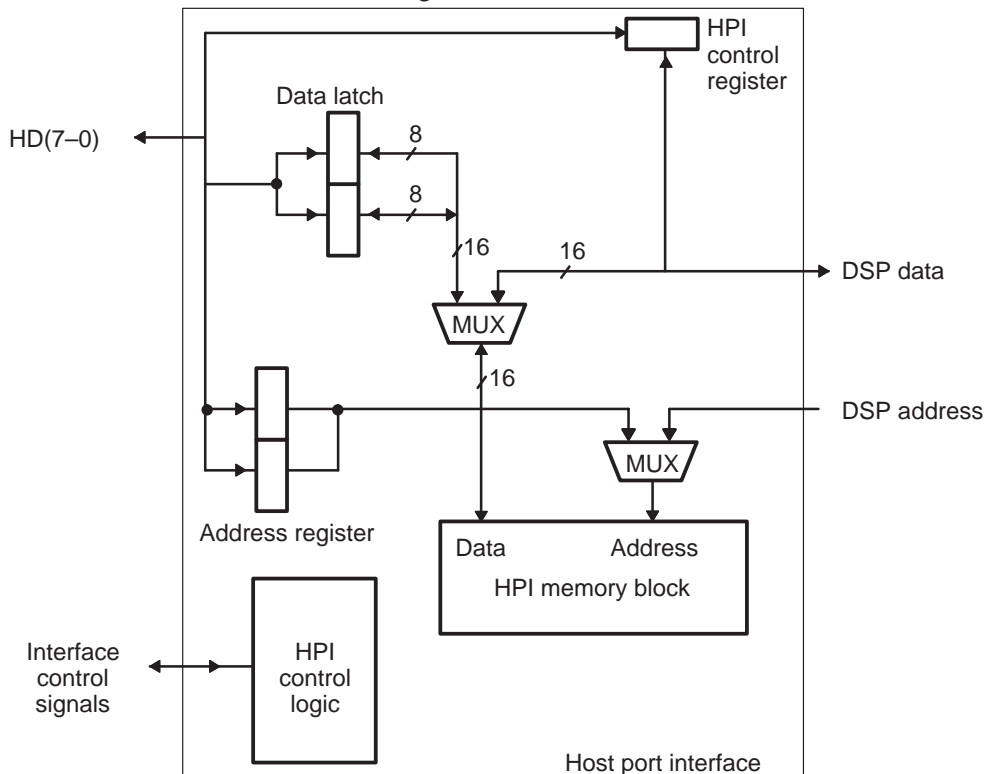 HPI
control
register
Data latch
HD(7–0)
8
8
16
16
DSP data
MUX
16
DSP address
MUX
Address register
Data
Address
HPI memory block
Interface
control
signals
HPI
control
logic
Host port interface